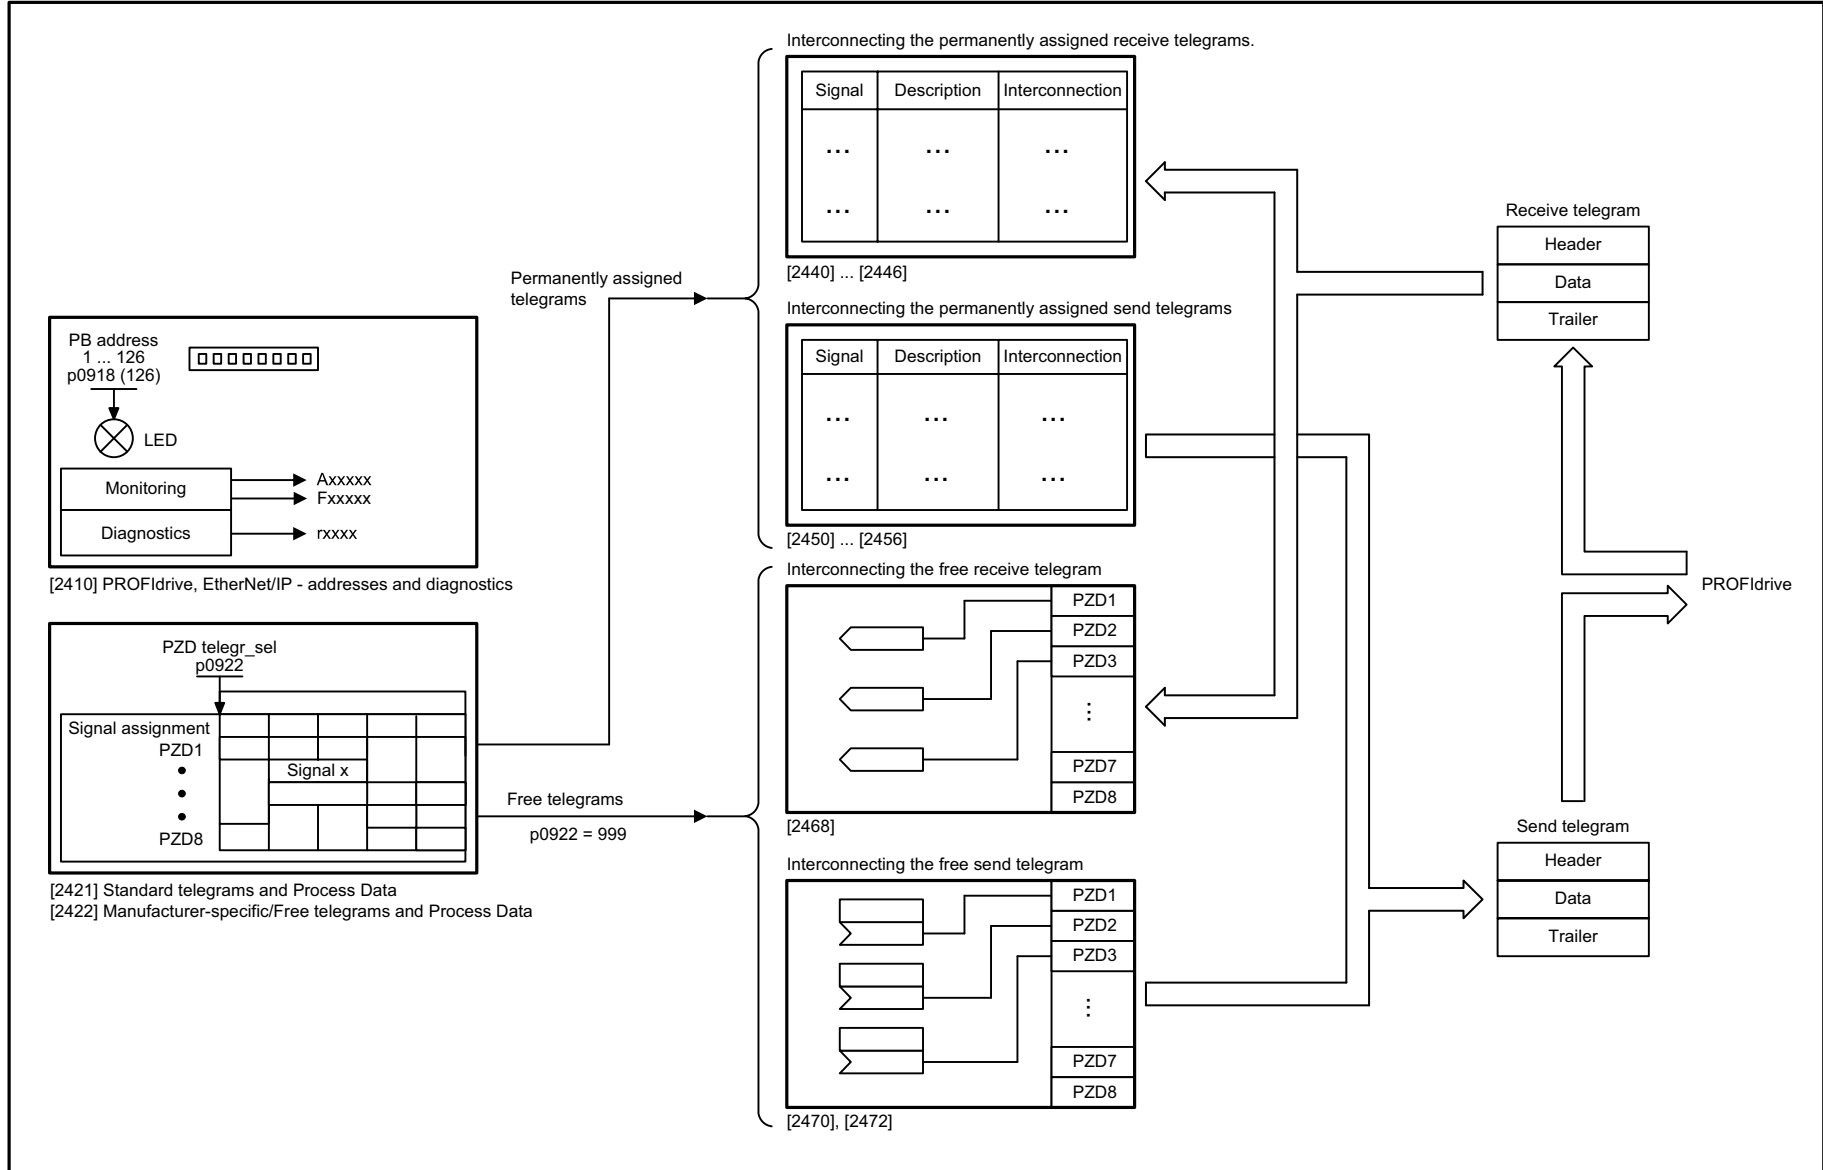 PB address
1 ... 126
p0918 (126)
LED
Monitoring
Axxxxx
Fxxxxx
Diagnostics
rxxxx
[2410] PROFIdrive, EtherNet/IP - addresses and diagnostics
PZD telegr_sel
p0922
Signal assignment
PZD1
Signal x
PZD8
[2421] Standard telegrams and Process Data
[2422] Manufacturer-specific/Free telegrams and Process Data
Permanently assigned
telegrams
Free telegrams
p0922 = 999
Interconnecting the permanently assigned receive telegrams.
Signal Description Interconnection
... ... ...
... ... ...
[2440] ... [2446]
Interconnecting the permanently assigned send telegrams
Signal Description Interconnection
... ... ...
... ... ...
[2450] ... [2456]
Interconnecting the free receive telegram
PZD1
PZD2
PZD3
⋮
PZD7
PZD8
[2468]
Interconnecting the free send telegram
PZD1
PZD2
PZD3
⋮
PZD7
PZD8
[2470], [2472]
Receive telegram
Header
Data
Trailer
PROFIdrive
Send telegram
Header
Data
Trailer